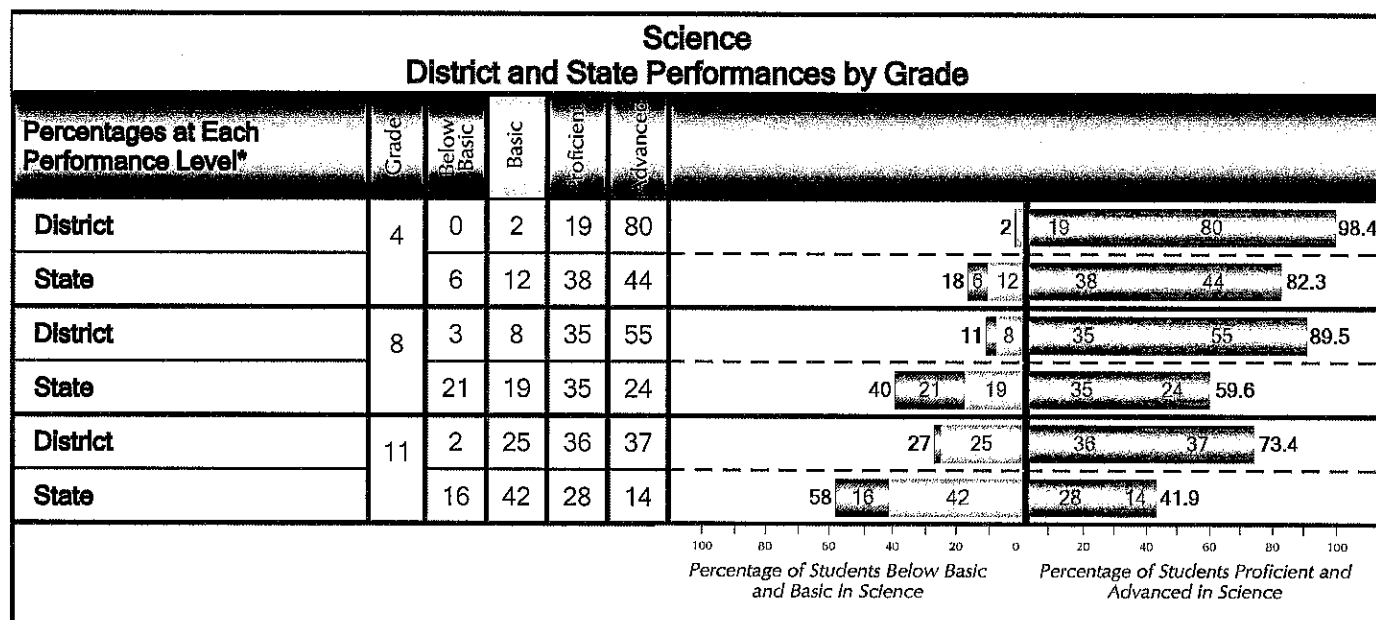 Science
District and State Performances by Grade
Percentages at Each
Performance Level*
Grade
Below
Basic
Basic
Proficient
Advanced
District 4 0 2 19 80 2 19 80 98.4
State 6 12 38 44 18 6 12 38 44 82.3
District 8 3 8 35 55 11 8 35 55 89.5
State 21 19 35 24 40 21 19 35 24 59.6
District 11 2 25 36 37 27 25 36 37 73.4
State 16 42 28 14 58 16 42 28 14 41.9
100 80 60 40 20 0 20 40 60 80 100
Percentage of Students Below Basic
and Basic In Science
Percentage of Students Proficient and
Advanced in Science